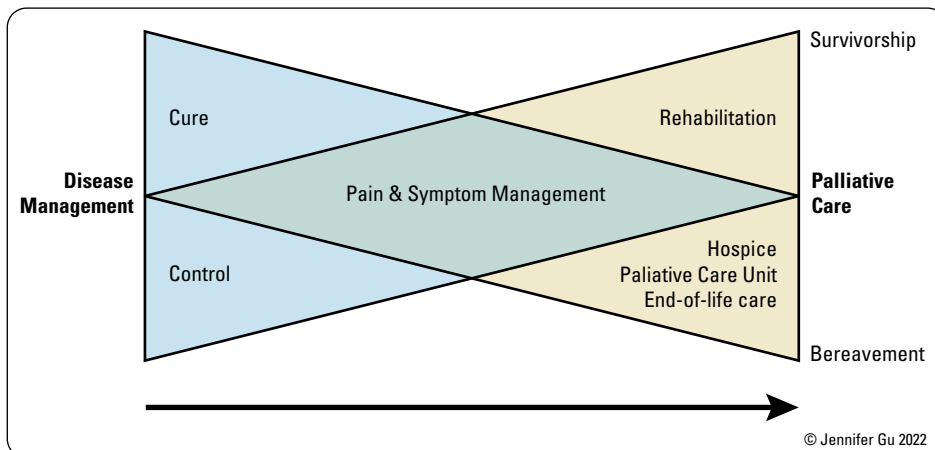 Survivorship
Cure
Rehabilitation
Disease
Management
Pain & Symptom Management
Palliative
Care
Control
Hospice
Paliative Care Unit
End-of-life care
Bereavement
© Jennifer Gu 2022